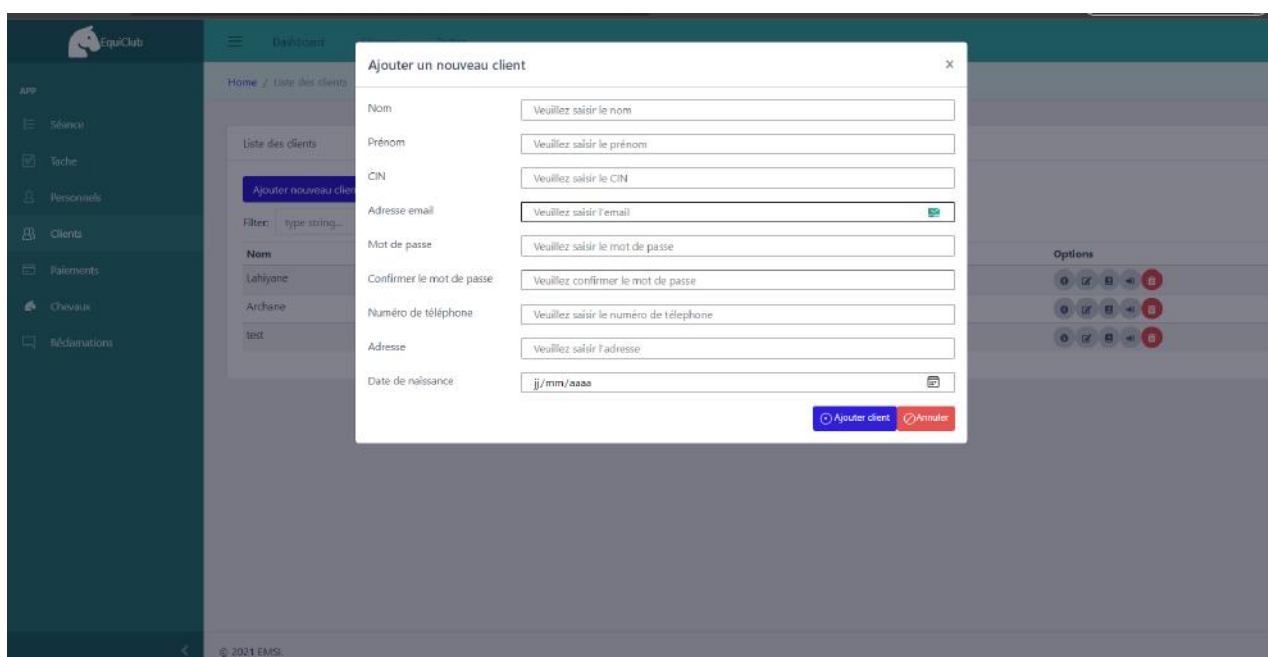 EquiClub
Dashboard
Ajouter un nouveau client
×
Home / Liste des clients
APP
Séance
Tache
Personnels
Clients
Paiements
Chevaux
Réclamations
Liste des clients
Ajouter nouveau clien
Filter: type string...
Nom
Options
Lahiyane
Archane
test
Nom Veuillez saisir le nom
Prénom Veuillez saisir le prénom
CIN Veuillez saisir le CIN
Adresse email Veuillez saisir l'email
Mot de passe Veuillez saisir le mot de passe
Confirmer le mot de passe Veuillez confirmer le mot de passe
Numéro de téléphone Veuillez saisir le numéro de télephone
Adresse Veuillez saisir l'adresse
Date de naissance jj/mm/aaaa
Ajouter client Annuler
© 2021 EMSI.